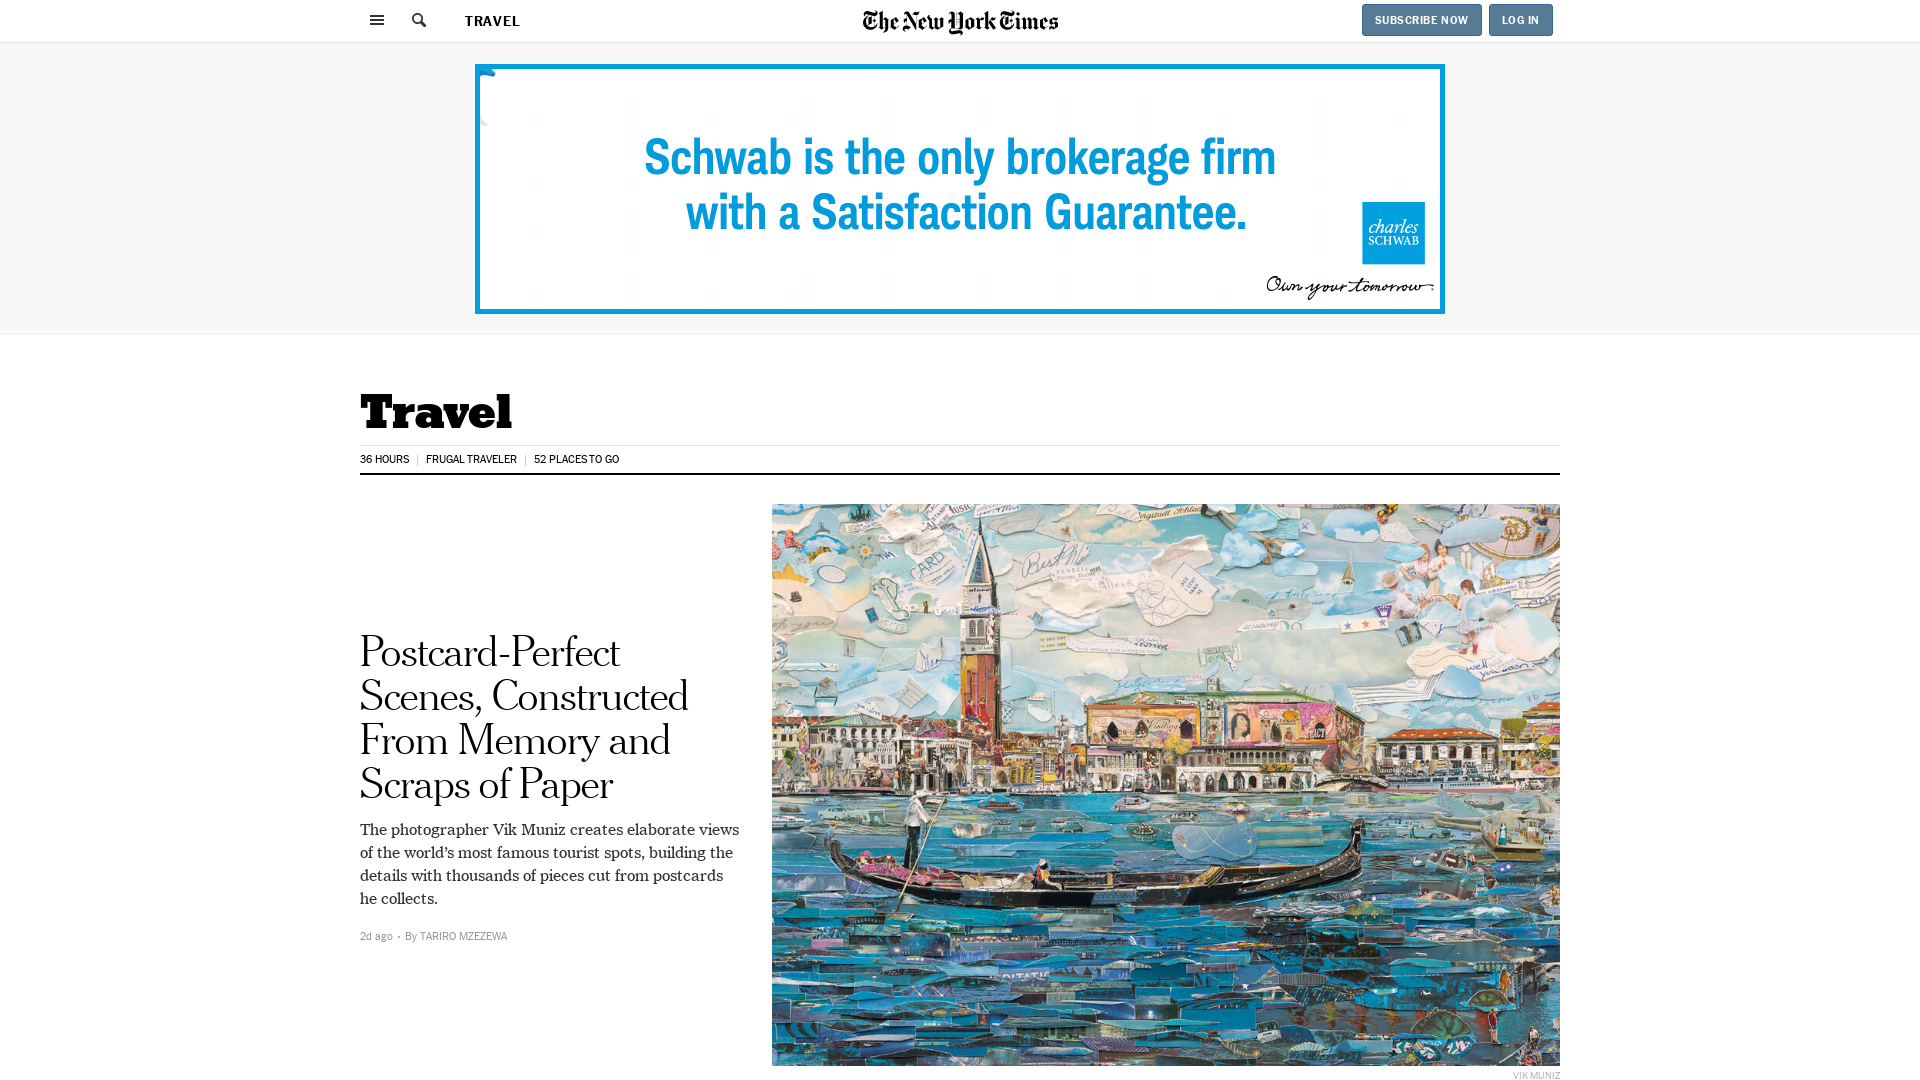 TRAVEL
The New York Times
SUBSCRIBE NOW
LOG IN
Schwab is the only brokerage firm
with a Satisfaction Guarantee.
charles
SCHWAB
Own your tomorrow.
Travel
36 HOURS
FRUGAL TRAVELER
52 PLACES TO GO
Postcard-Perfect
Scenes, Constructed
From Memory and
Scraps of Paper
The photographer Vik Muniz creates elaborate views
of the world’s most famous tourist spots, building the
details with thousands of pieces cut from postcards
he collects.
2d ago • By TARIRO MZEZEWA
CARD
Visiting
well
VIK MUNIZ